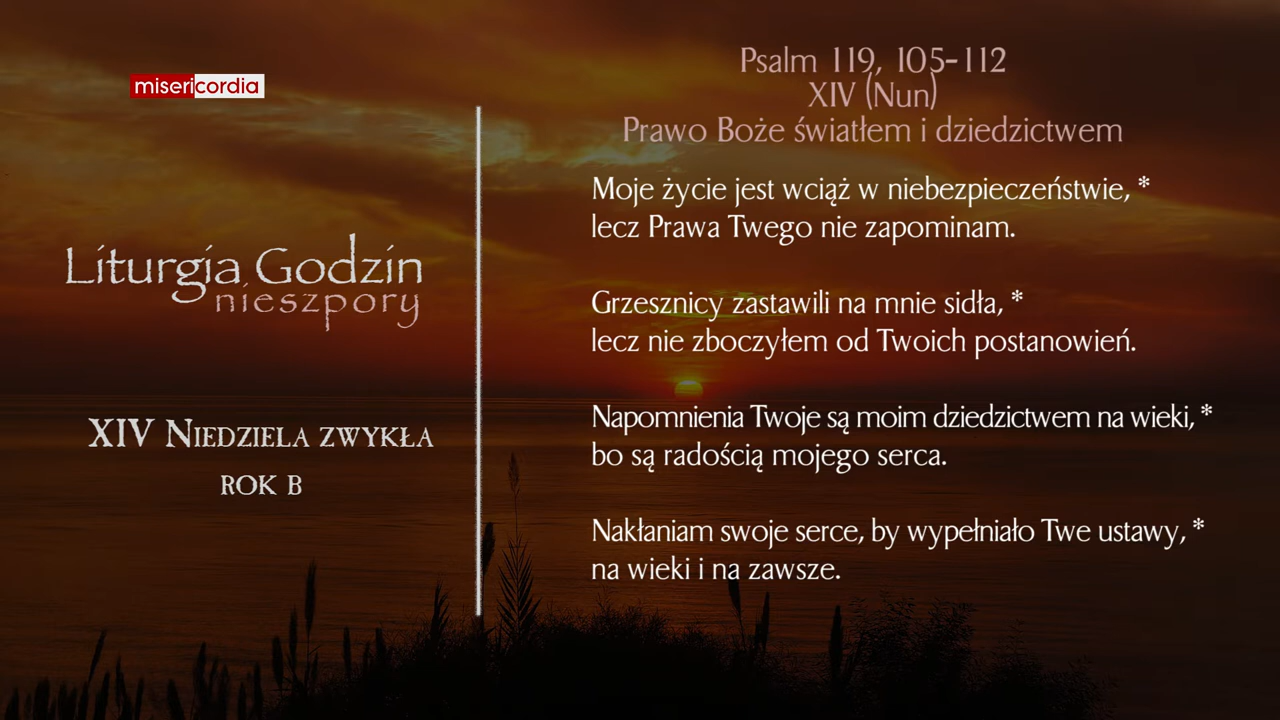 misericordia
Liturgia Godzin
nieszpory
XIV Niedziela zwykła
rok B
Psalm 119, 105-112
XIV (Nun)
Prawo Boże światłem i dziedzictwem
Moje życie jest wciąż w niebezpieczeństwie, *
lecz Prawa Twego nie zapominam.
Grzesznicy zastawili na mnie sidła, *
lecz nie zboczyłem od Twoich postanowień.
Napomnienia Twoje są moim dziedzictwem na wieki, *
bo są radością mojego serca.
Nakłaniam swoje serce, by wypełniało Twe ustawy, *
na wieki i na zawsze.